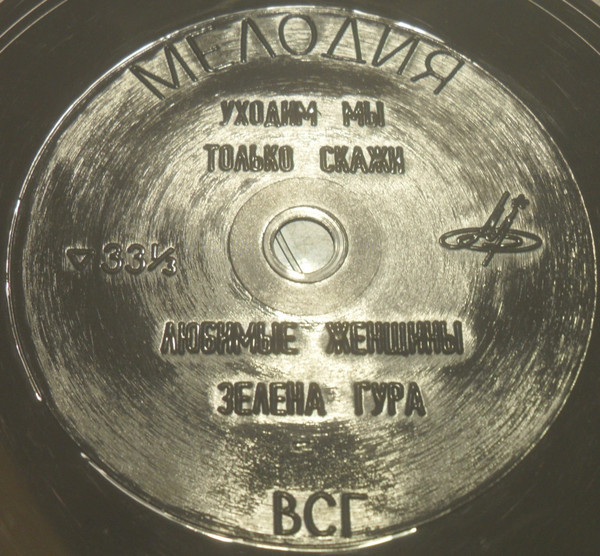 МЕЛОДИЯ
УХОДИМ МЫ
ТОЛЬКО СКАЖИ
▽ 33⅓
ЛЮБИМЫЕ ЖЕНЩИНЫ
ЗЕЛЕНА ГУРА
ВСГ